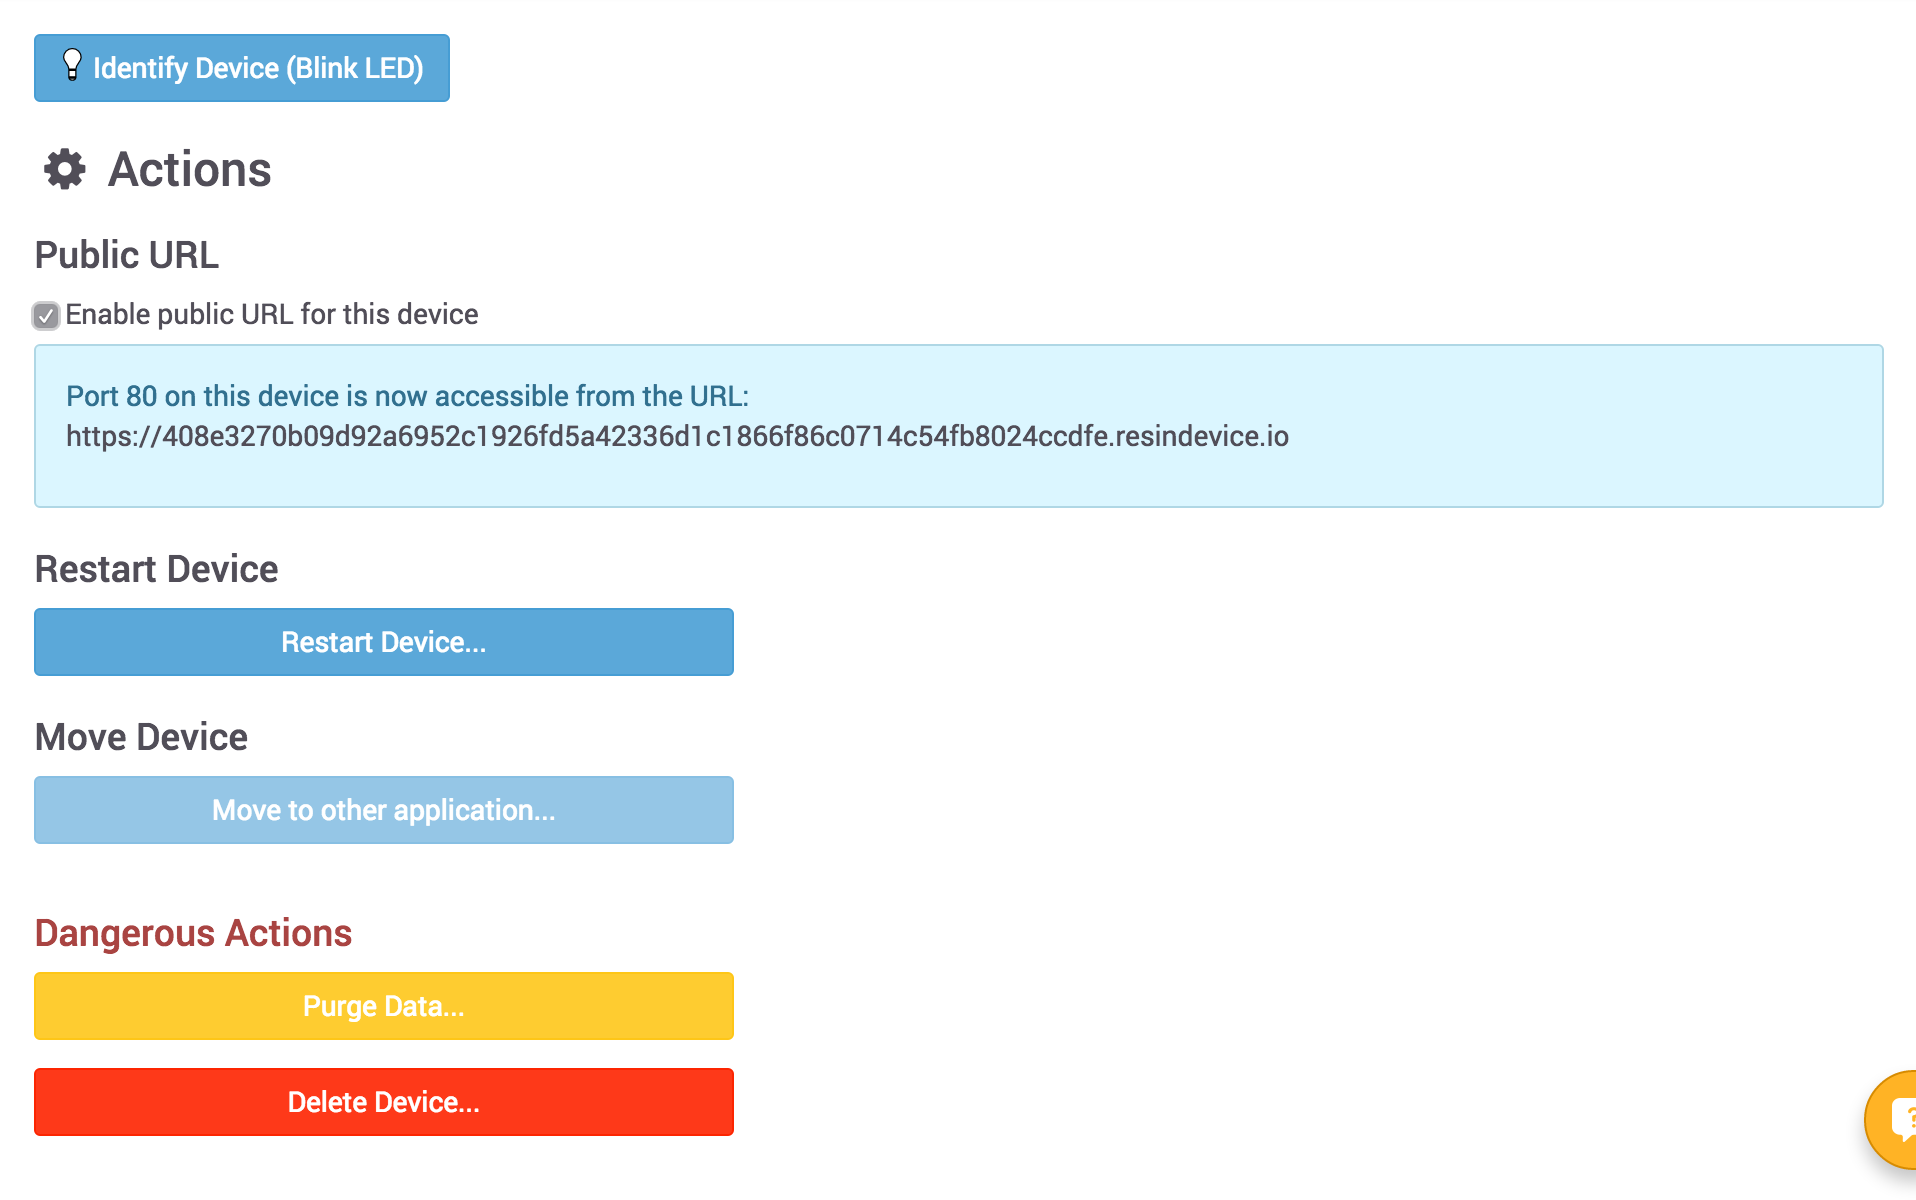 Identify Device (Blink LED)
Actions
Public URL
Enable public URL for this device
Port 80 on this device is now accessible from the URL:
https://408e3270b09d92a6952c1926fd5a42336d1c1866f86c0714c54fb8024ccdfe.resindevice.io
Restart Device
Restart Device...
Move Device
Move to other application...
Dangerous Actions
Purge Data...
Delete Device...